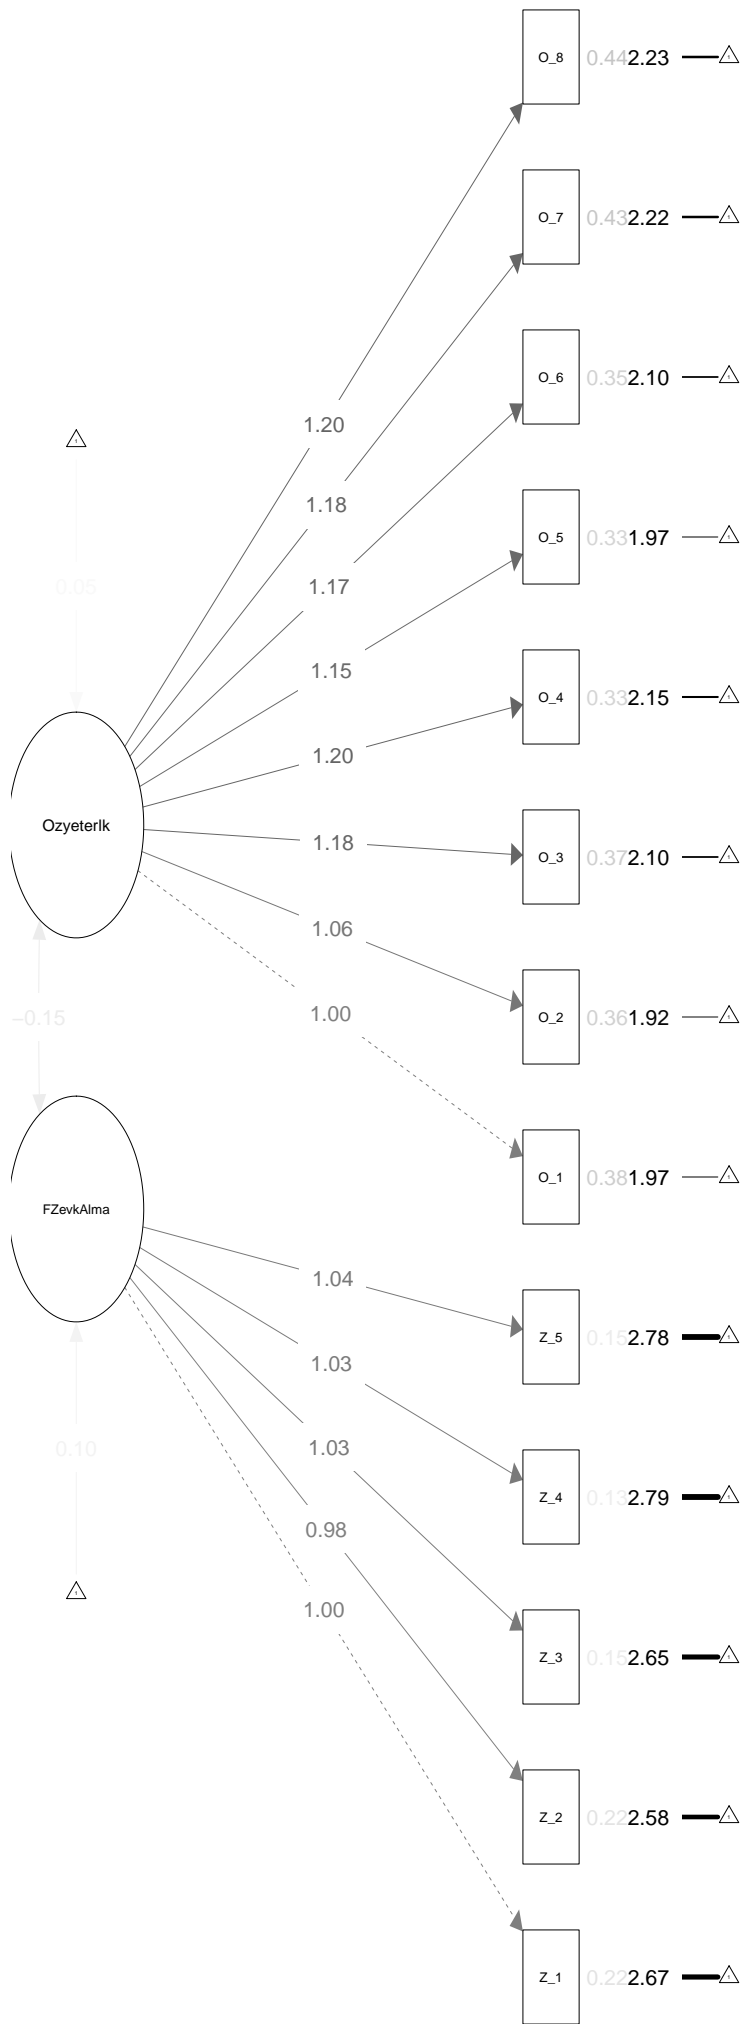 O_8 0.44 2.23
O_7 0.43 2.22
O_6 0.35 2.10
1.20
1.18
O_5 0.33 1.97
1.17
0.05
1.15
O_4 0.33 2.15
1.20
Ozyeterlk
1.18
O_3 0.37 2.10
1.06
1.00
−0.15
O_2 0.36 1.92
O_1 0.38 1.97
FZevkAlma
1.04
Z_5 0.15 2.78
1.03
1.03
0.10
Z_4 0.13 2.79
0.98
1.00
Z_3 0.15 2.65
Z_2 0.22 2.58
Z_1 0.22 2.67